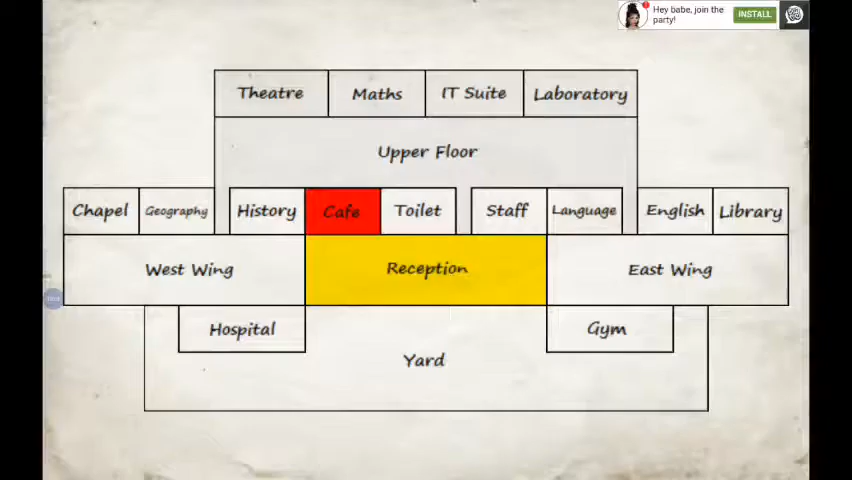 Hey babe, join the
party!
INSTALL
Theatre Maths IT Suite Laboratory
Upper Floor
Chapel Geography History Cafe Toilet Staff Language English Library
West Wing Reception East Wing
Hospital Gym
Yard